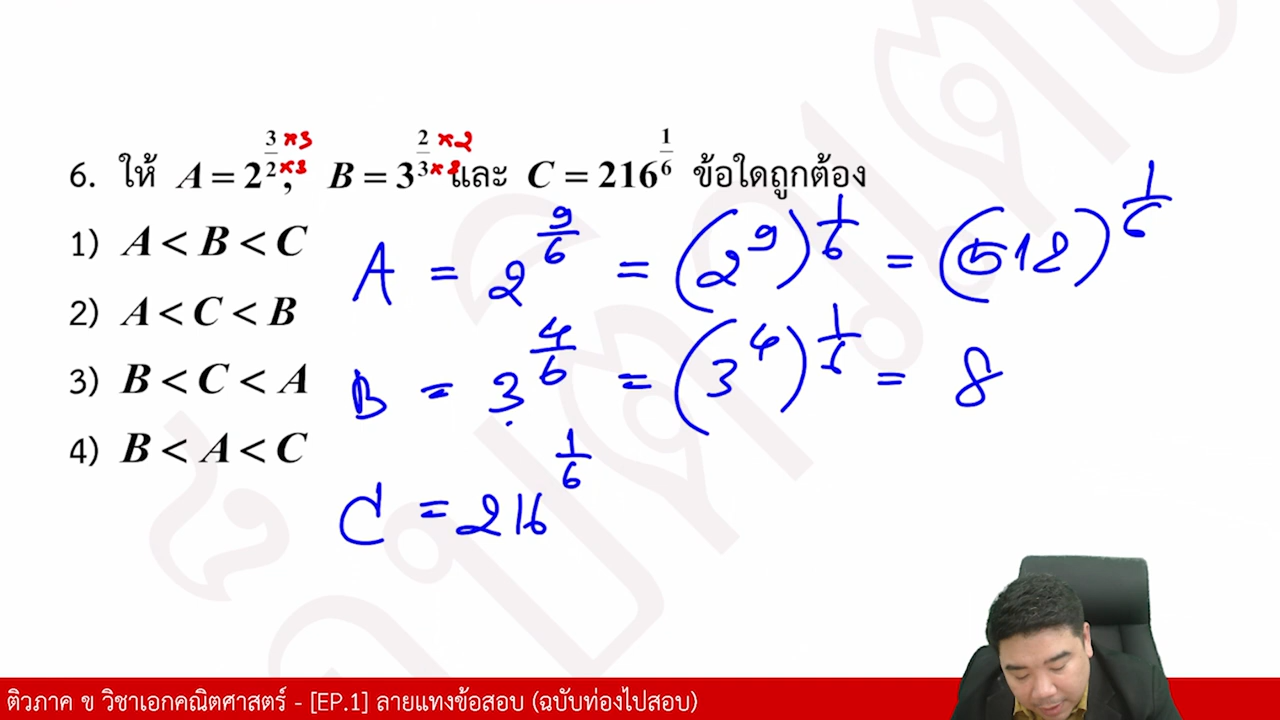 6. ให้ A = 2^{3/2}, B = 3^{2/3} และ C = 216^{1/6} ข้อใดถูกต้อง
×3 ×3 ×2 ×2
1) A < B < C
2) A < C < B
3) B < C < A
4) B < A < C
A = 2^{9/6} = (2^9)^{1/6} = (512)^{1/6}
B = 3^{4/6} = (3^4)^{1/6} = 8
C = 216^{1/6}
ติวภาค ข วิชาเอกคณิตศาสตร์ - [EP.1] ลายแทงข้อสอบ (ฉบับท่องไปสอบ)